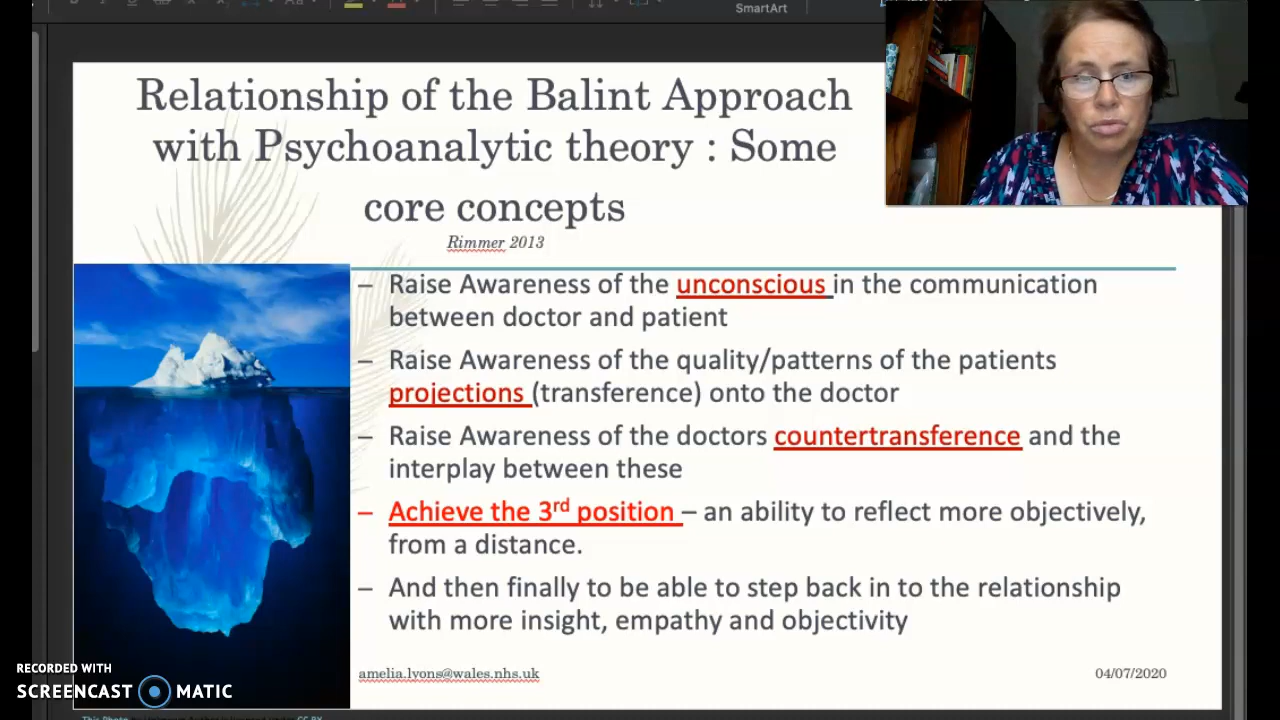 SmartArt
Relationship of the Balint Approach
with Psychoanalytic theory : Some
core concepts
Rimmer 2013
– Raise Awareness of the unconscious in the communication
between doctor and patient
– Raise Awareness of the quality/patterns of the patients
projections (transference) onto the doctor
– Raise Awareness of the doctors countertransference and the
interplay between these
– Achieve the 3rd position – an ability to reflect more objectively,
from a distance.
– And then finally to be able to step back in to the relationship
with more insight, empathy and objectivity
amelia.lyons@wales.nhs.uk
04/07/2020
RECORDED WITH
SCREENCAST MATIC